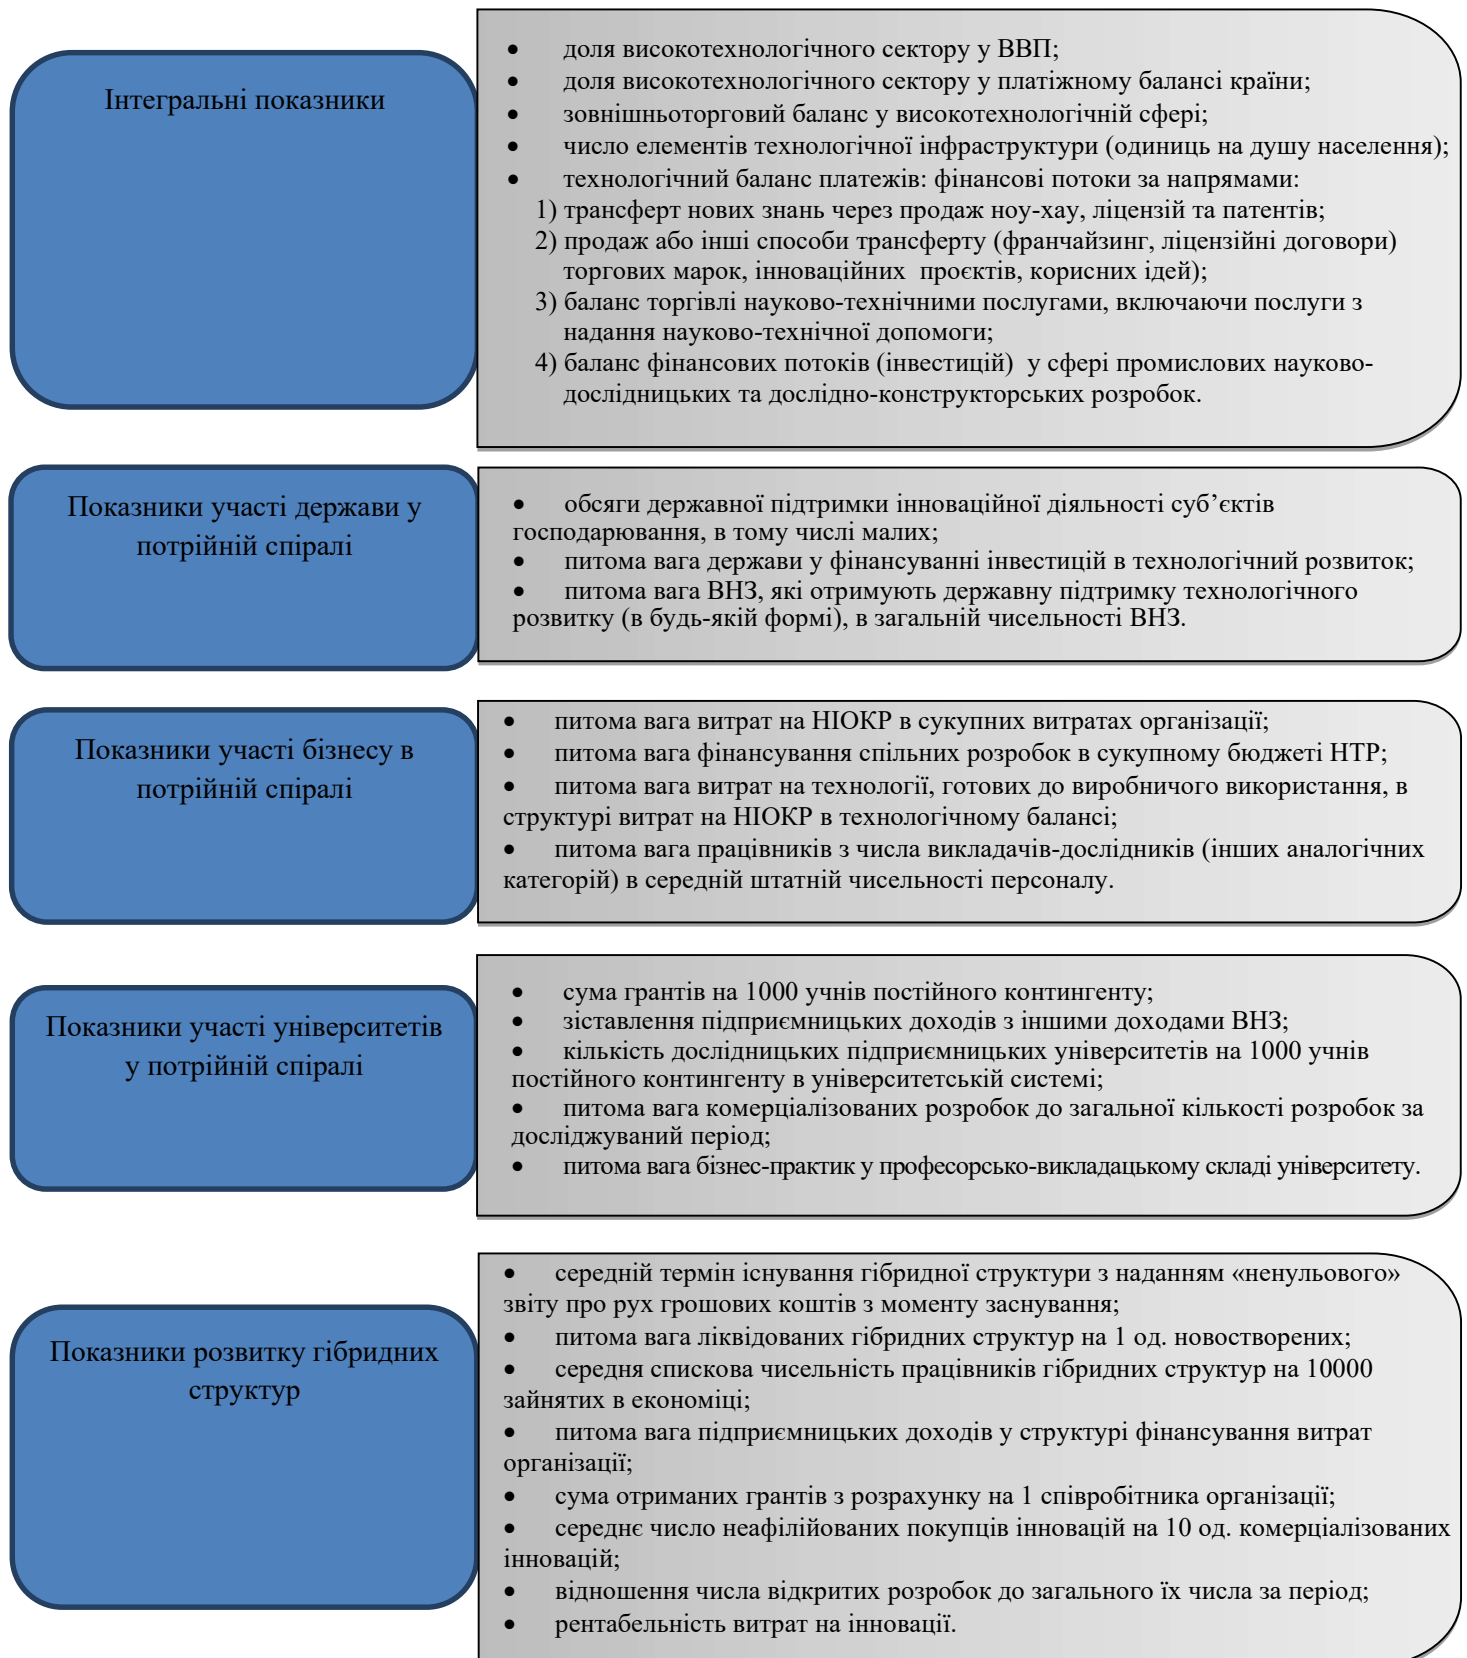 Інтегральні показники
• доля високотехнологічного сектору у ВВП;
• доля високотехнологічного сектору у платіжному балансі країни;
• зовнішньоторговий баланс у високотехнологічній сфері;
• число елементів технологічної інфраструктури (одиниць на душу населення);
• технологічний баланс платежів: фінансові потоки за напрямами:
1) трансферт нових знань через продаж ноу-хау, ліцензій та патентів;
2) продаж або інші способи трансферту (франчайзинг, ліцензійні договори)
торгових марок, інноваційних проєктів, корисних ідей);
3) баланс торгівлі науково-технічними послугами, включаючи послуги з
надання науково-технічної допомоги;
4) баланс фінансових потоків (інвестицій) у сфері промислових науково-
дослідницьких та дослідно-конструкторських розробок.
Показники участі держави у
потрійній спіралі
• обсяги державної підтримки інноваційної діяльності суб’єктів
господарювання, в тому числі малих;
• питома вага держави у фінансуванні інвестицій в технологічний розвиток;
• питома вага ВНЗ, які отримують державну підтримку технологічного
розвитку (в будь-якій формі), в загальній чисельності ВНЗ.
Показники участі бізнесу в
потрійній спіралі
• питома вага витрат на НІОКР в сукупних витратах організації;
• питома вага фінансування спільних розробок в сукупному бюджеті НТР;
• питома вага витрат на технології, готових до виробничого використання, в
структурі витрат на НІОКР в технологічному балансі;
• питома вага працівників з числа викладачів-дослідників (інших аналогічних
категорій) в середній штатній чисельності персоналу.
Показники участі університетів
у потрійній спіралі
• сума грантів на 1000 учнів постійного контингенту;
• зіставлення підприємницьких доходів з іншими доходами ВНЗ;
• кількість дослідницьких підприємницьких університетів на 1000 учнів
постійного контингенту в університетській системі;
• питома вага комерціалізованих розробок до загальної кількості розробок за
досліджуваний період;
• питома вага бізнес-практик у професорсько-викладацькому складі університету.
Показники розвитку гібридних
структур
• середній термін існування гібридної структури з наданням «ненульового»
звіту про рух грошових коштів з моменту заснування;
• питома вага ліквідованих гібридних структур на 1 од. новостворених;
• середня спискова чисельність працівників гібридних структур на 10000
зайнятих в економіці;
• питома вага підприємницьких доходів у структурі фінансування витрат
організації;
• сума отриманих грантів з розрахунку на 1 співробітника організації;
• середнє число неафілійованих покупців інновацій на 10 од. комерціалізованих
інновацій;
• відношення числа відкритих розробок до загального їх числа за період;
• рентабельність витрат на інновації.